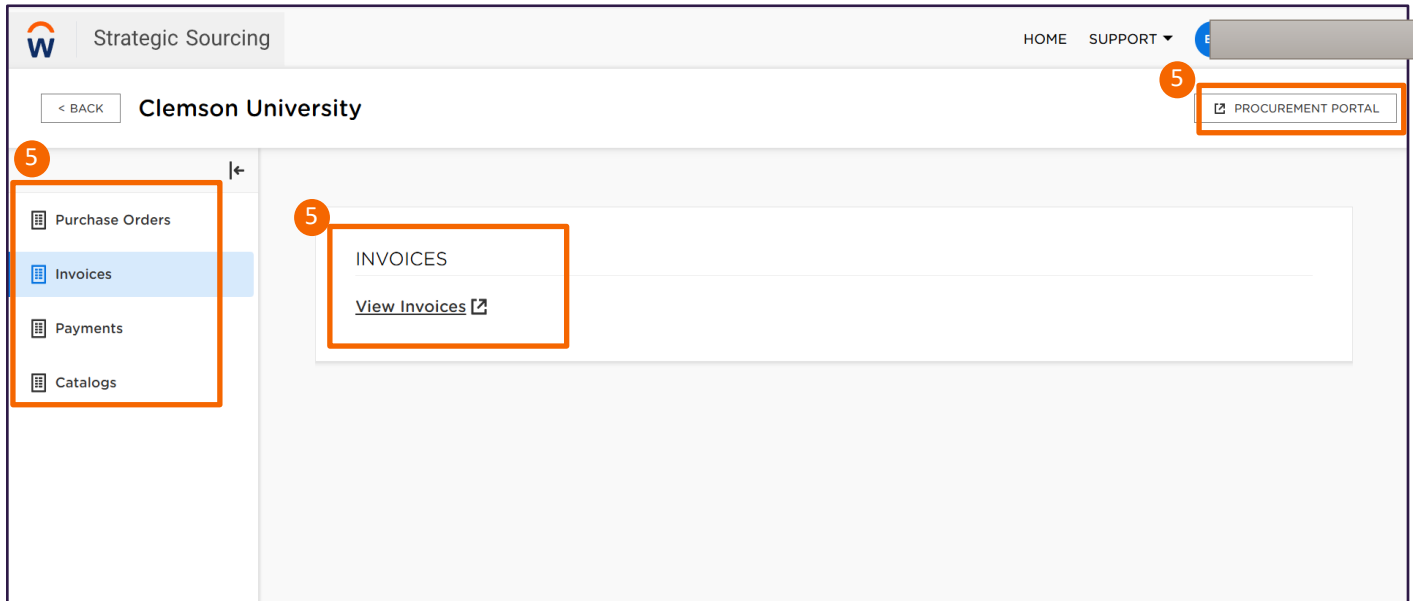 W Strategic Sourcing
HOME SUPPORT
5
< BACK Clemson University
PROCUREMENT PORTAL
5
Purchase Orders
Invoices
Payments
Catalogs
5
INVOICES
View Invoices